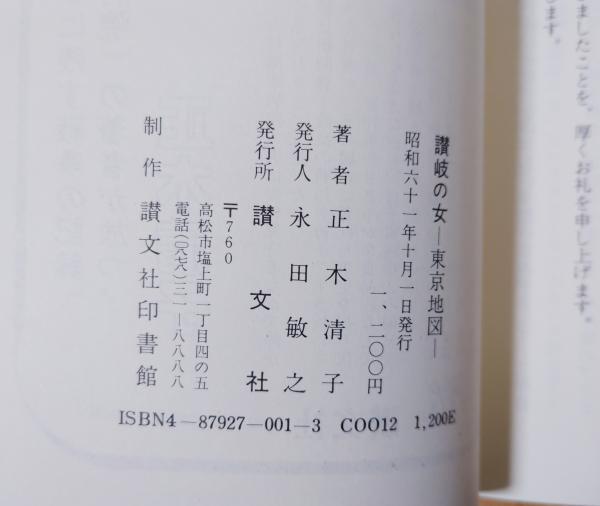 讃岐の女―東京地図―
昭和六十一年十月一日発行
一、二〇〇円
著者 正木清子
発行人 永田敏之
発行所 讃文社
〒760
高松市塩上町一丁目四の五
電話(〇八七八)三一―八八八八
制作 讃文社印書館
ISBN4-87927-001-3 C0012 1,200E
ましたことを、厚くお礼を申し上げます。
ます。